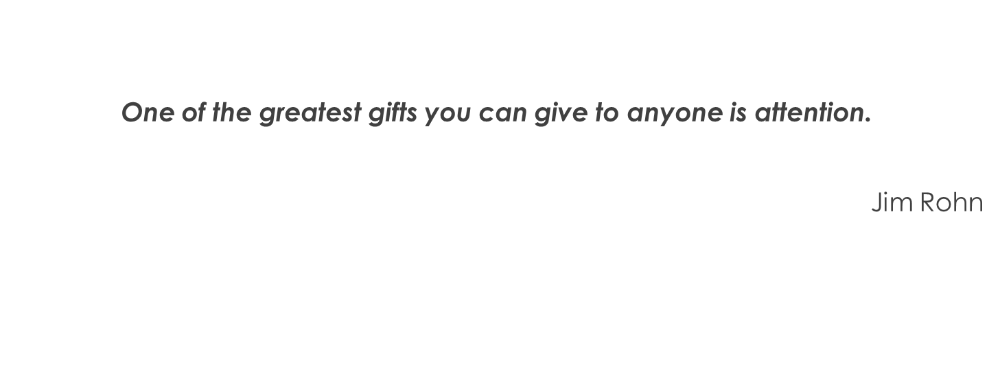 One of the greatest gifts you can give to anyone is attention.
Jim Rohn